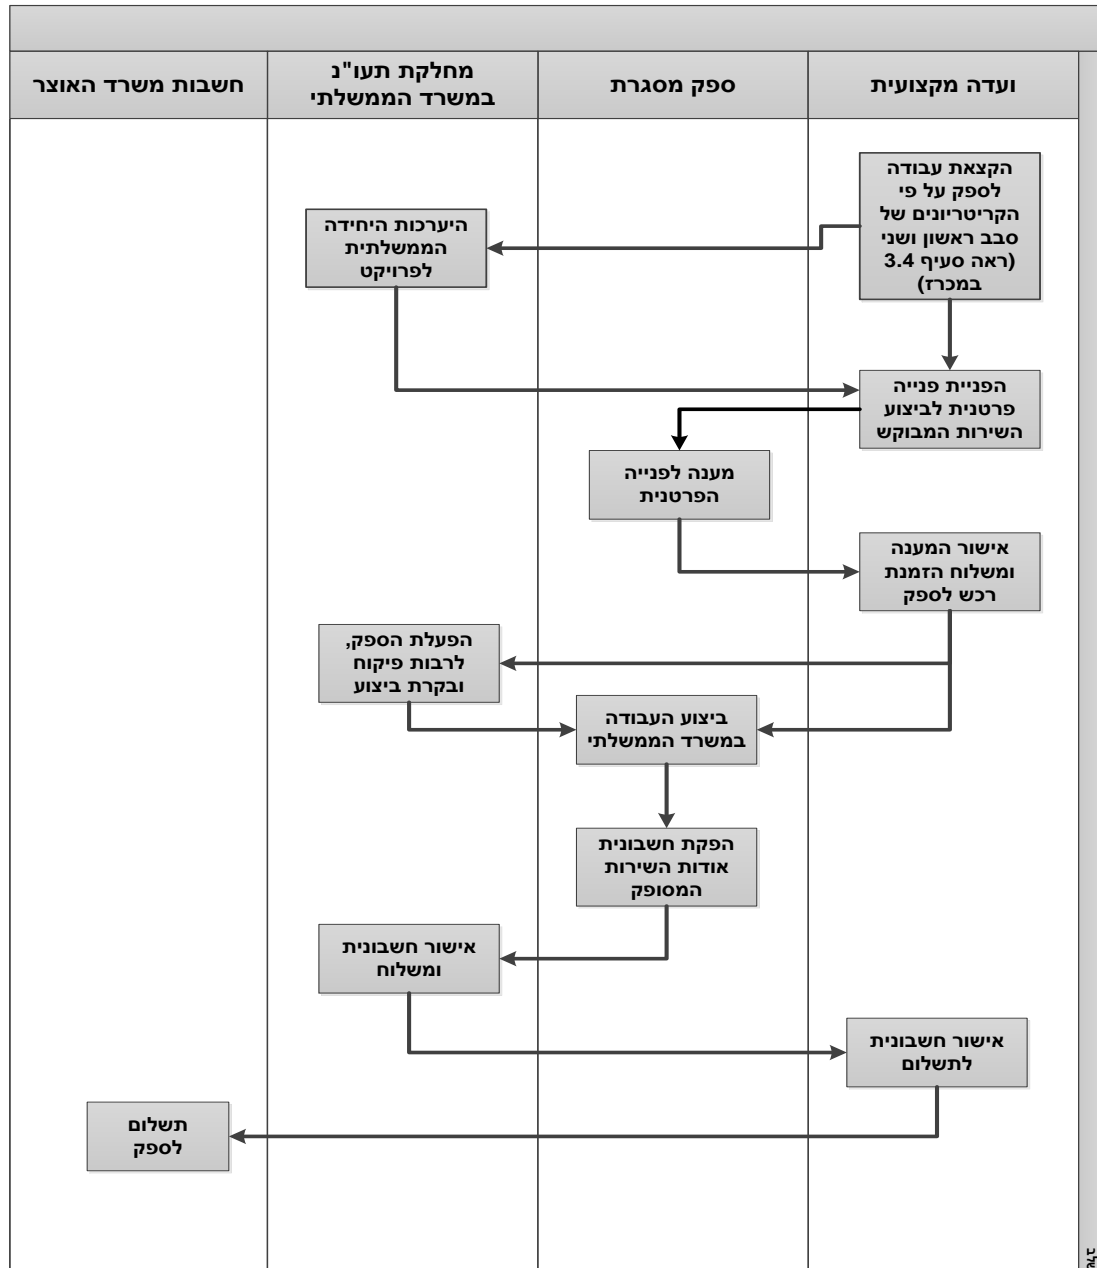 ועדה מקצועית
ספק מסגרת
מחלקת תעו"נ
במשרד הממשלתי
חשבות משרד האוצר
הקצאת עבודה
לספק על פי
הקריטריונים של
סבב ראשון ושני
(ראה סעיף 3.4
במכרז)
היערכות היחידה
הממשלתית
לפרויקט
הפניית פנייה
פרטנית לביצוע
השירות המבוקש
מענה לפנייה
הפרטנית
אישור המענה
ומשלוח הזמנת
רכש לספק
הפעלת הספק,
לרבות פיקוח
ובקרת ביצוע
ביצוע העבודה
במשרד הממשלתי
הפקת חשבונית
אודות השירות
המסופק
אישור חשבונית
ומשלוח
אישור חשבונית
לתשלום
תשלום
לספק